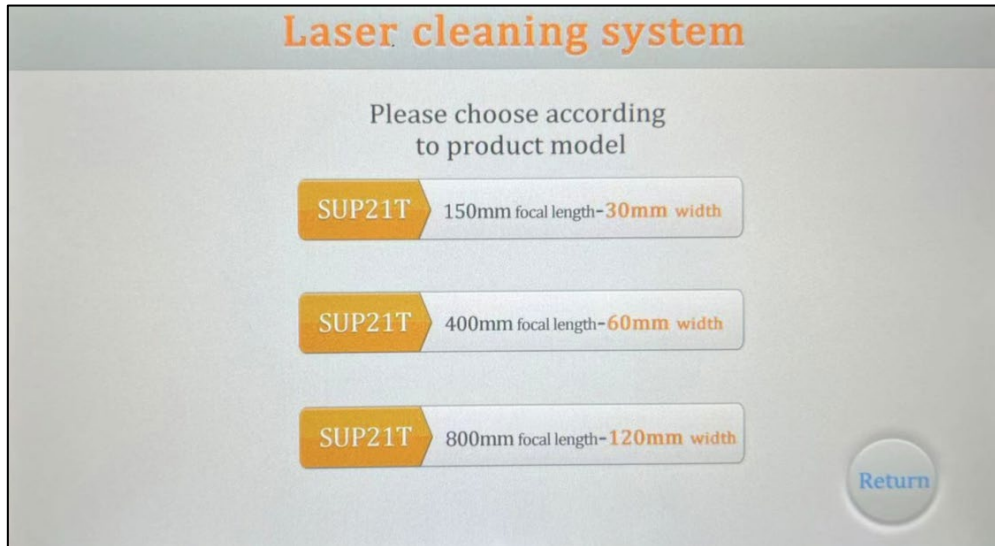 Laser cleaning system
Please choose according
to product model
SUP21T 150mm focal length-30mm width
SUP21T 400mm focal length-60mm width
SUP21T 800mm focal length-120mm width
Return